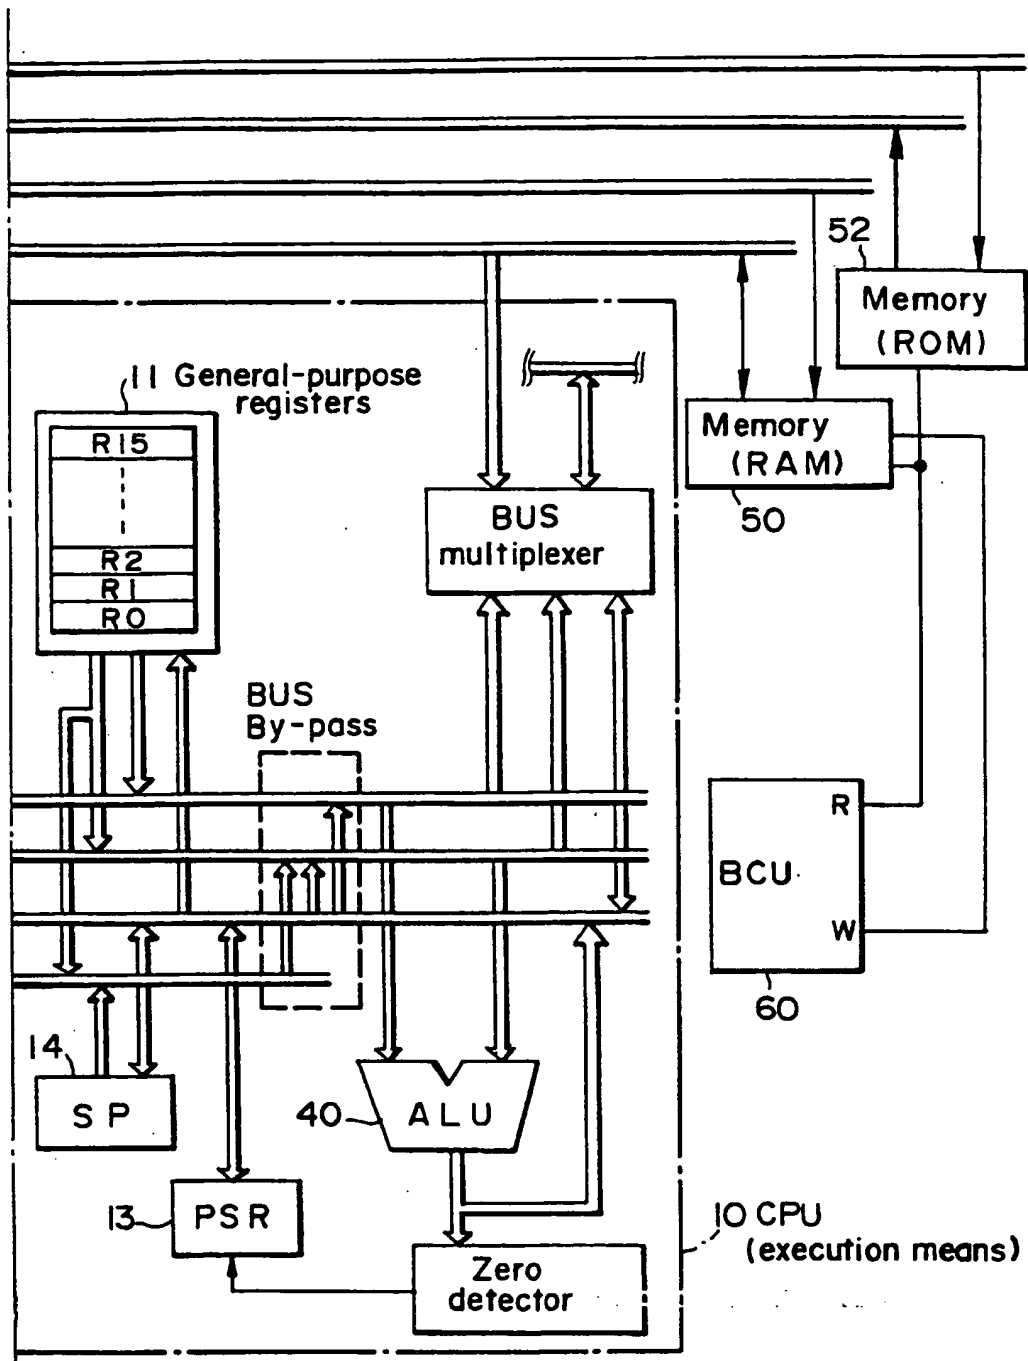 52
Memory
(ROM)
11 General-purpose
registers
R15
R2
R1
R0
BUS
multiplexer
Memory
(RAM)
50
BUS
By-pass
R
BCU
W
60
14
SP
40
ALU
13
PSR
10 CPU
(execution means)
Zero
detector